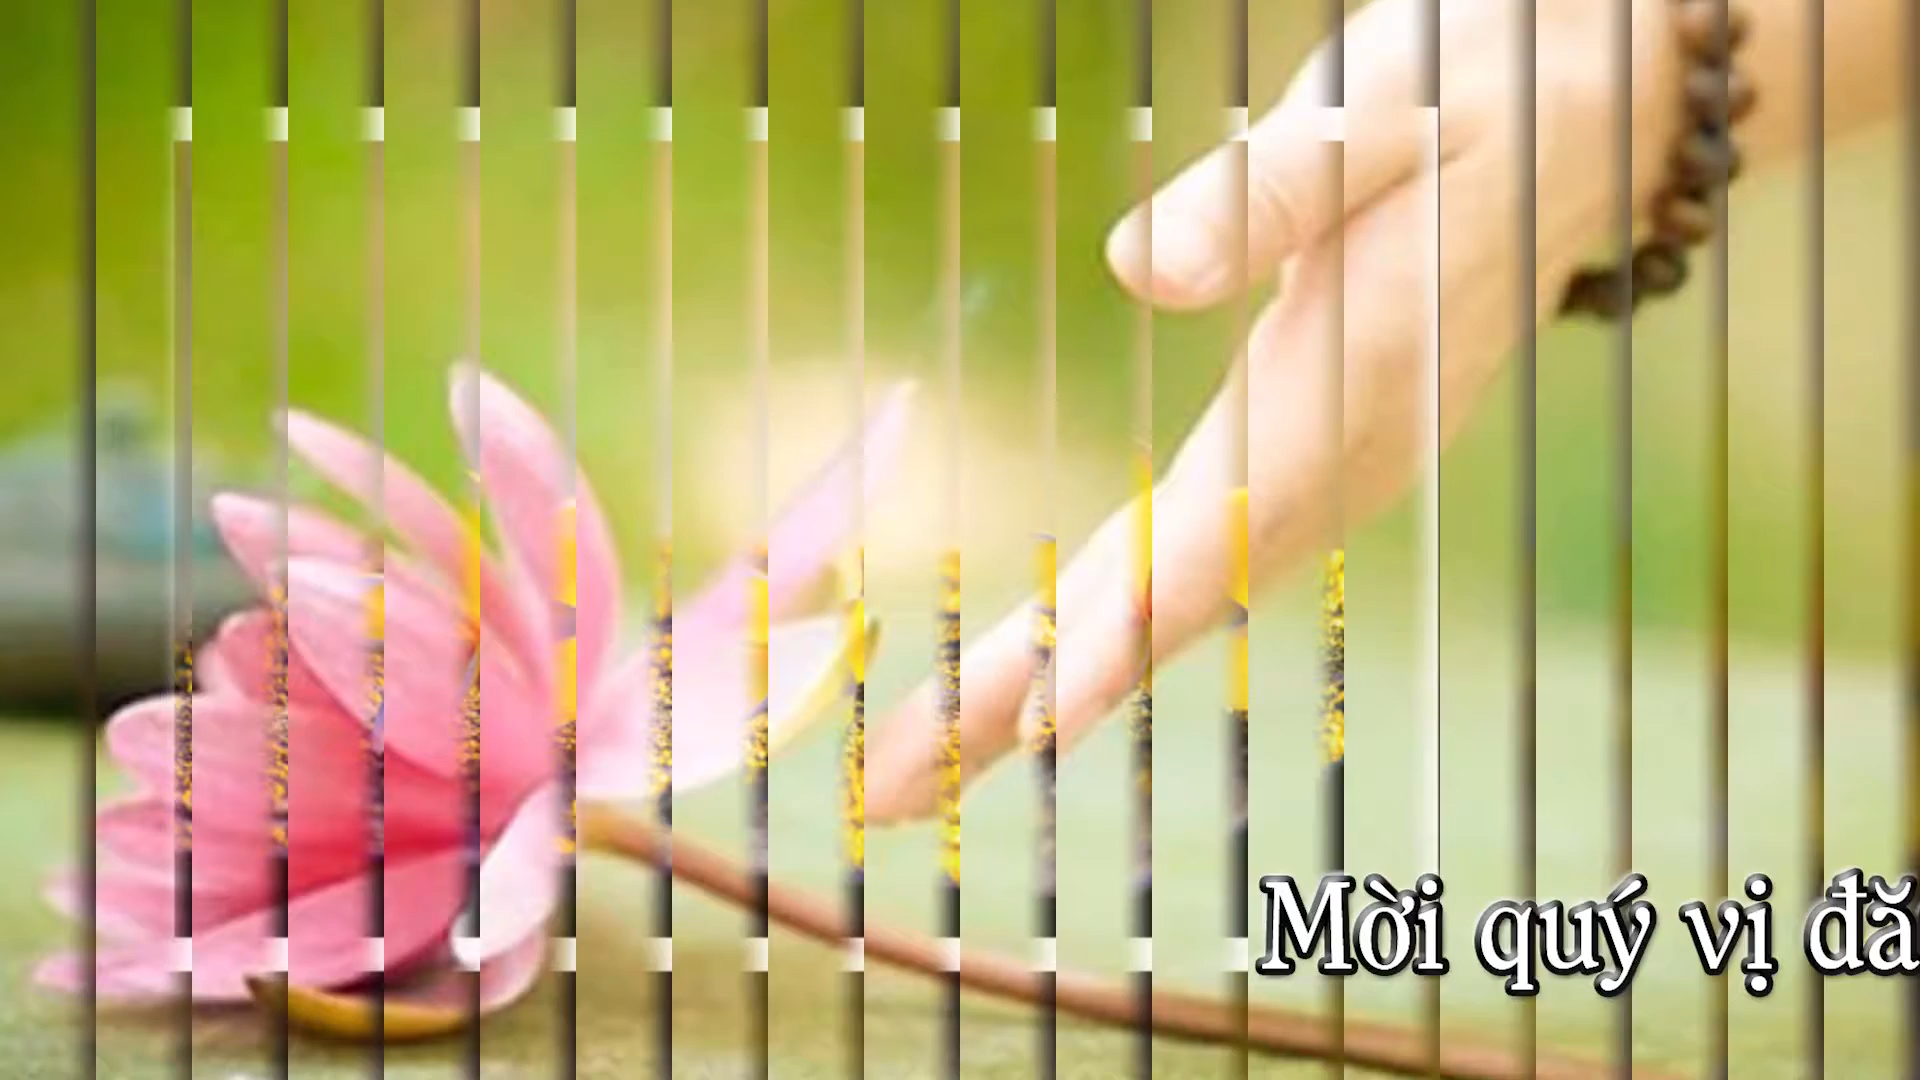 Mời quý vị đă